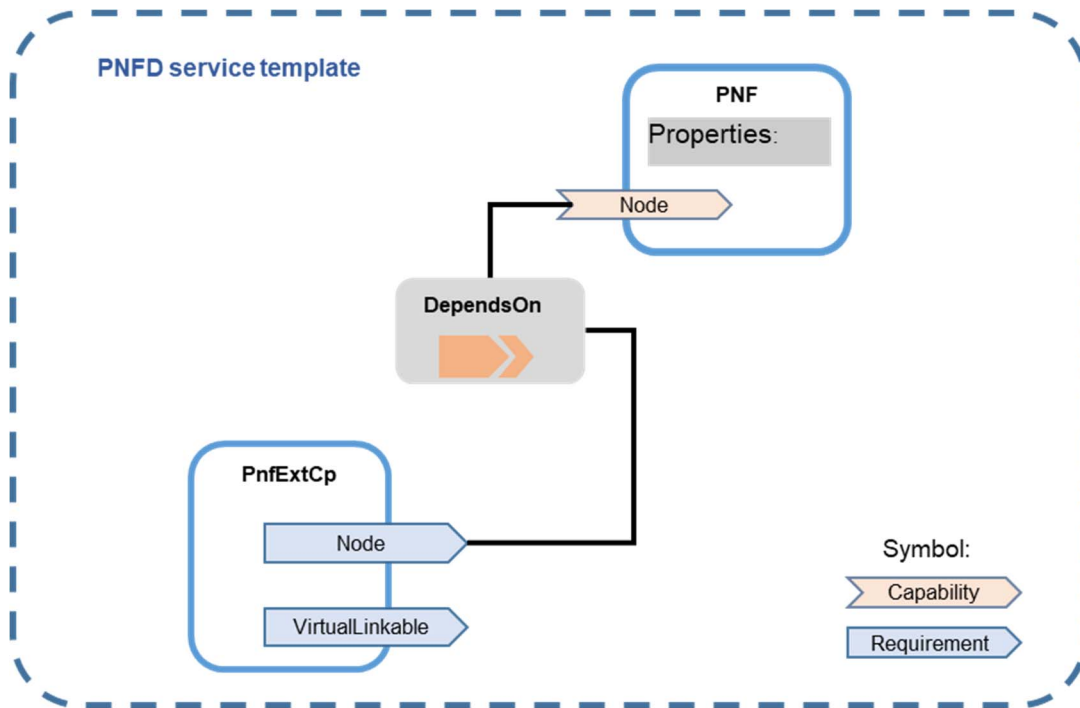 PNFD service template
PNF
Properties:
Node
DependsOn
PnfExtCp
Node
VirtualLinkable
Symbol:
Capability
Requirement